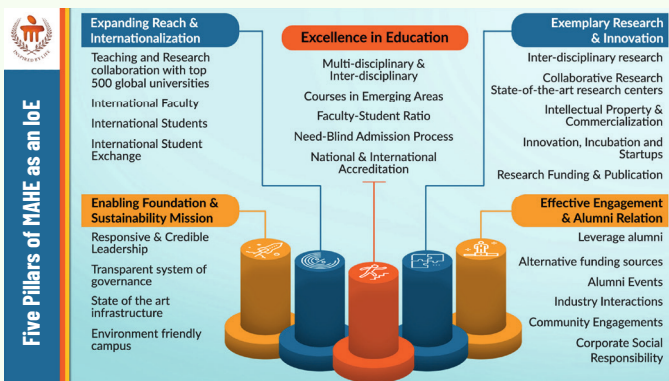 INSPIRED BY LIFE
Five Pillars of MAHE as an IoE
Expanding Reach &
Internationalization
Teaching and Research
collaboration with top
500 global universities
International Faculty
International Students
International Student
Exchange
Excellence in Education
Multi-disciplinary &
Inter-disciplinary
Courses in Emerging Areas
Faculty-Student Ratio
Need-Blind Admission Process
National & International
Accreditation
Exemplary Research
& Innovation
Inter-disciplinary research
Collaborative Research
State-of-the-art research centers
Intellectual Property &
Commercialization
Innovation, Incubation and
Startups
Research Funding & Publication
Enabling Foundation &
Sustainability Mission
Responsive & Credible
Leadership
Transparent system of
governance
State of the art
infrastructure
Environment friendly
campus
Effective Engagement
& Alumni Relation
Leverage alumni
Alternative funding sources
Alumni Events
Industry Interactions
Community Engagements
Corporate Social
Responsibility